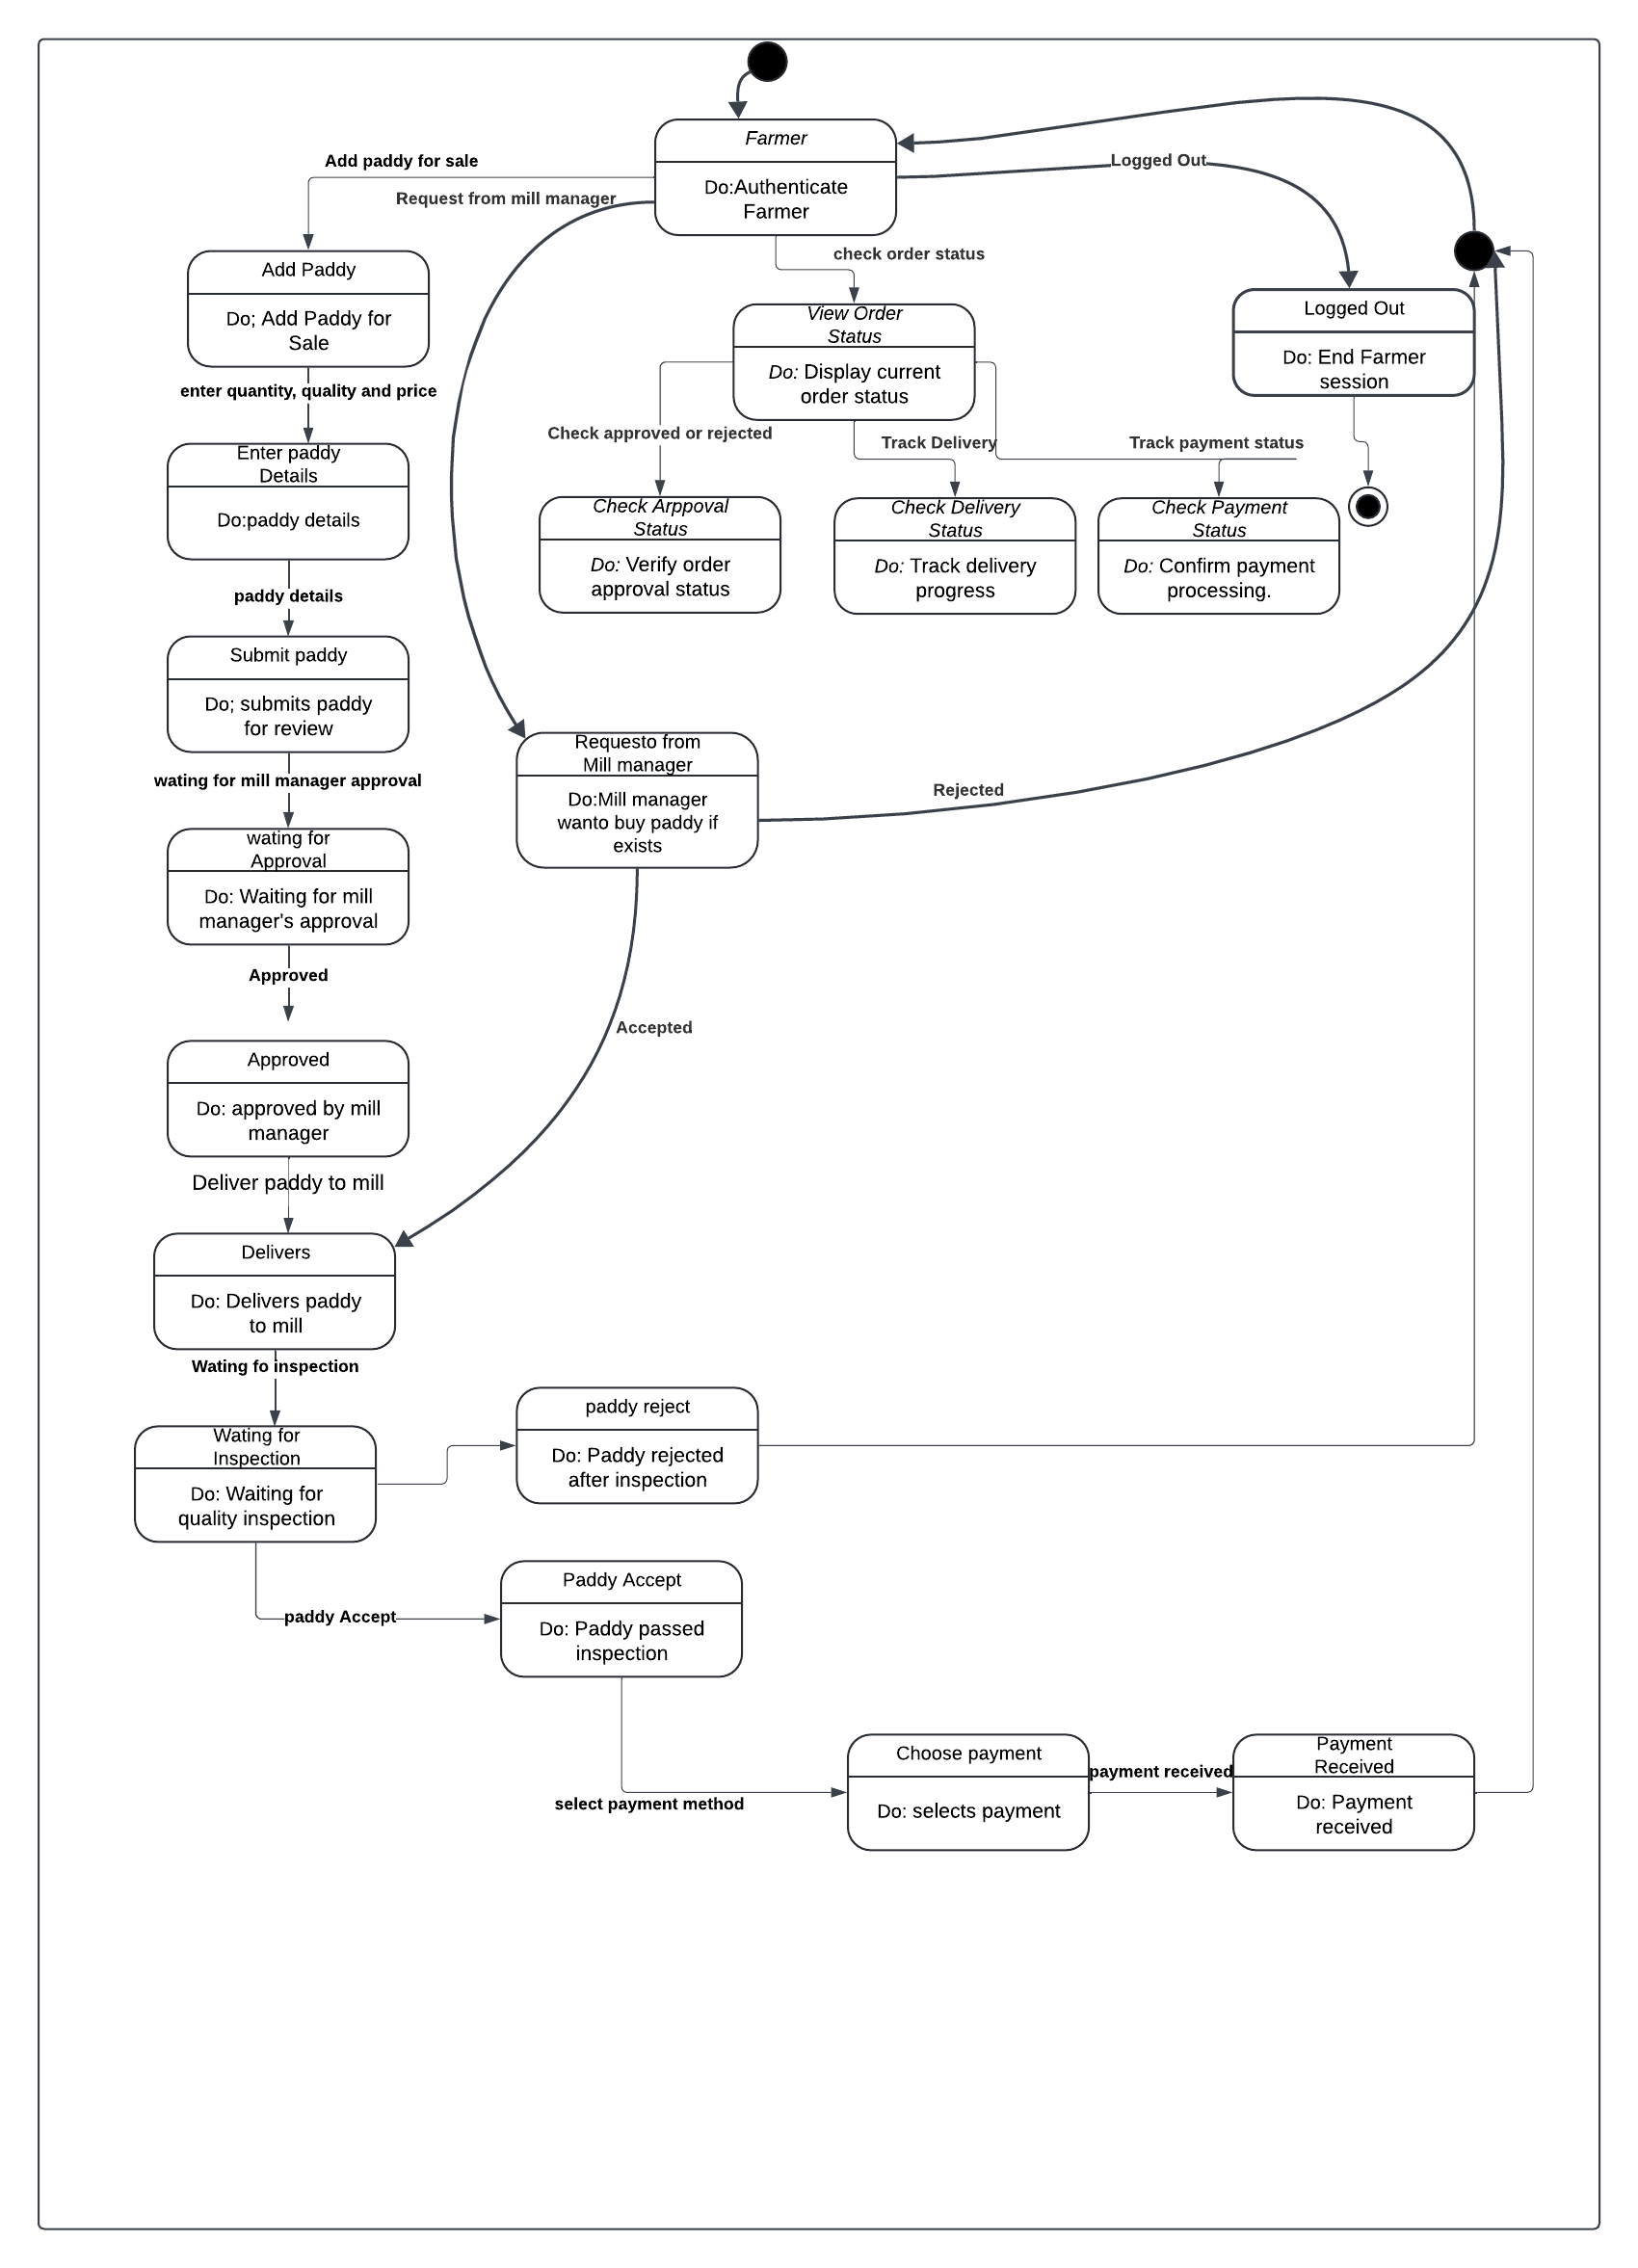 Farmer
Do:Authenticate
Farmer
Add paddy for sale
Request from mill manager
Logged Out
check order status
Add Paddy
Do; Add Paddy for
Sale
View Order
Status
Do: Display current
order status
Logged Out
Do: End Farmer
session
enter quantity, quality and price
Check approved or rejected
Track Delivery
Track payment status
Enter paddy
Details
Do:paddy details
Check Arppoval
Status
Do: Verify order
approval status
Check Delivery
Status
Do: Track delivery
progress
Check Payment
Status
Do: Confirm payment
processing.
paddy details
Submit paddy
Do; submits paddy
for review
wating for mill manager approval
Requesto from
Mill manager
Do:Mill manager
wanto buy paddy if
exists
Rejected
wating for
Approval
Do: Waiting for mill
manager's approval
Approved
Accepted
Approved
Do: approved by mill
manager
Deliver paddy to mill
Delivers
Do: Delivers paddy
to mill
Wating fo inspection
paddy reject
Do: Paddy rejected
after inspection
Wating for
Inspection
Do: Waiting for
quality inspection
paddy Accept
Paddy Accept
Do: Paddy passed
inspection
select payment method
Choose payment
Do: selects payment
payment received
Payment
Received
Do: Payment
received